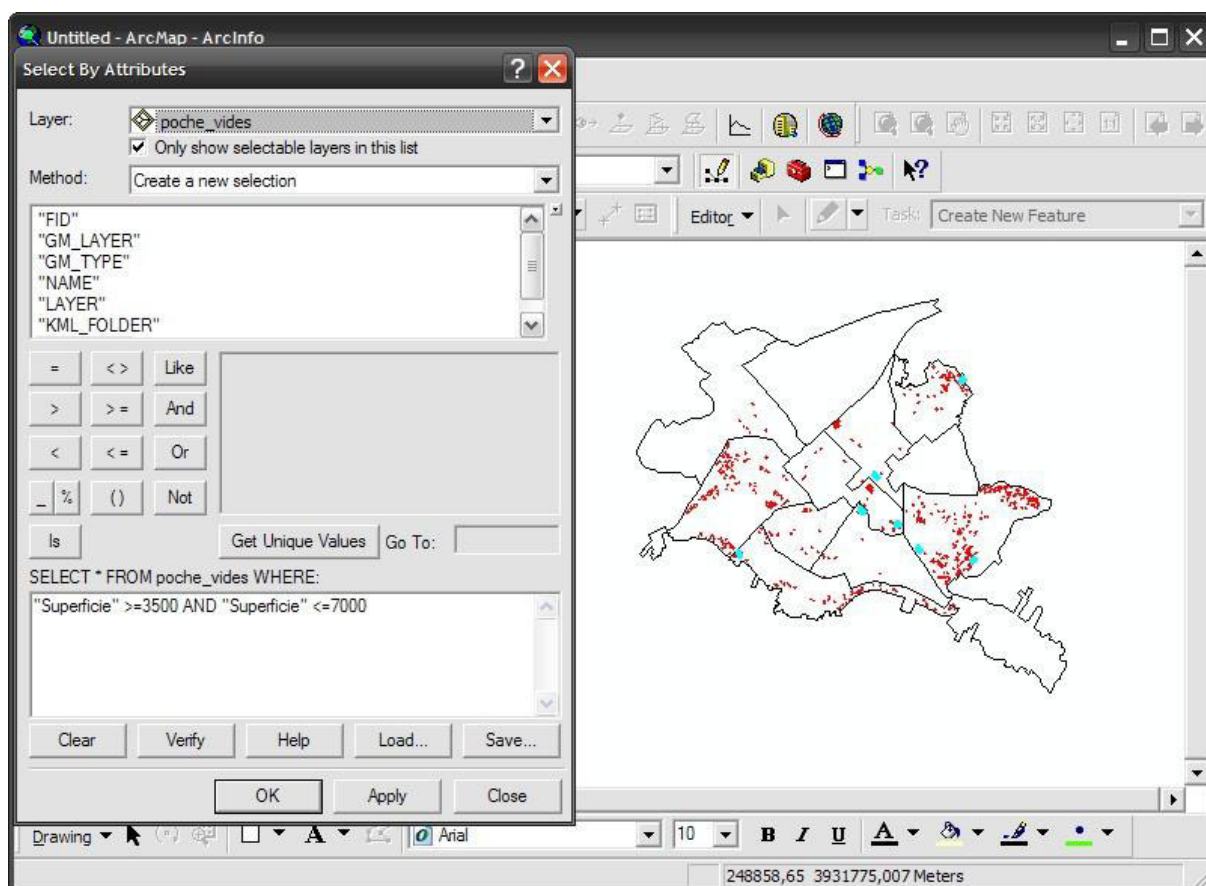 Untitled - ArcMap - ArcInfo
Select By Attributes
?
Layer:
poche_vides
Only show selectable layers in this list
Method:
Create a new selection
"FID"
"GM_LAYER"
"GM_TYPE"
"NAME"
"LAYER"
"KML_FOLDER"
= < > Like
> > = And
< < = Or
_ % () Not
Is
Get Unique Values Go To:
SELECT * FROM poche_vides WHERE:
"Superficie" >=3500 AND "Superficie" <=7000
Clear Verify Help Load... Save...
OK Apply Close
1:1
Editor Task: Create New Feature
Drawing A Arial 10 B I U A
248858,65 3931775,007 Meters